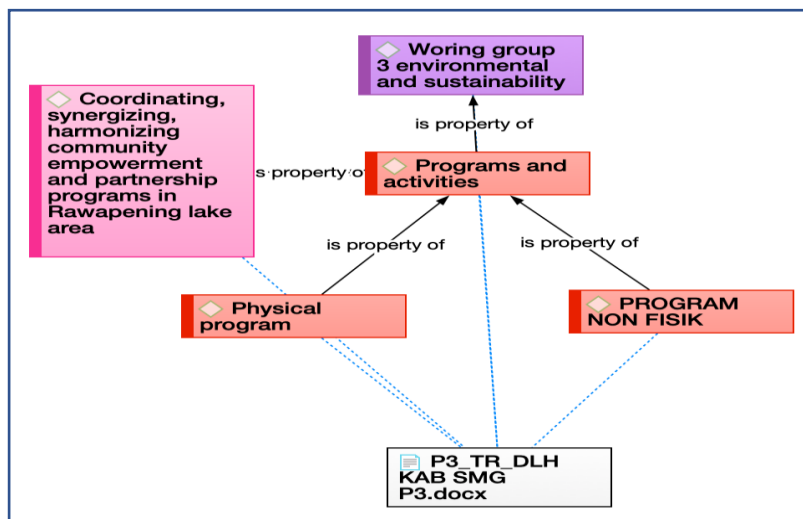 Woring group
3 environmental
and sustainability
is property of
Coordinating,
synergizing,
harmonizing
community
empowerment
and partnership
programs in
Rawapening lake
area
s property of
Programs and
activities
is property of
is property of
Physical
program
PROGRAM
NON FISIK
P3_TR_DLH
KAB SMG
P3.docx